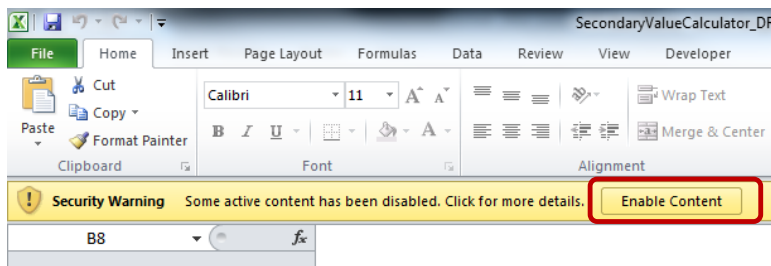 SecondaryValueCalculator_DF
File Home Insert Page Layout Formulas Data Review View Developer
Cut
Copy
Format Painter
Paste
Calibri 11 A A Wrap Text
B I U A Merge & Center
Clipboard Font Alignment
Security Warning Some active content has been disabled. Click for more details. Enable Content
B8 fx